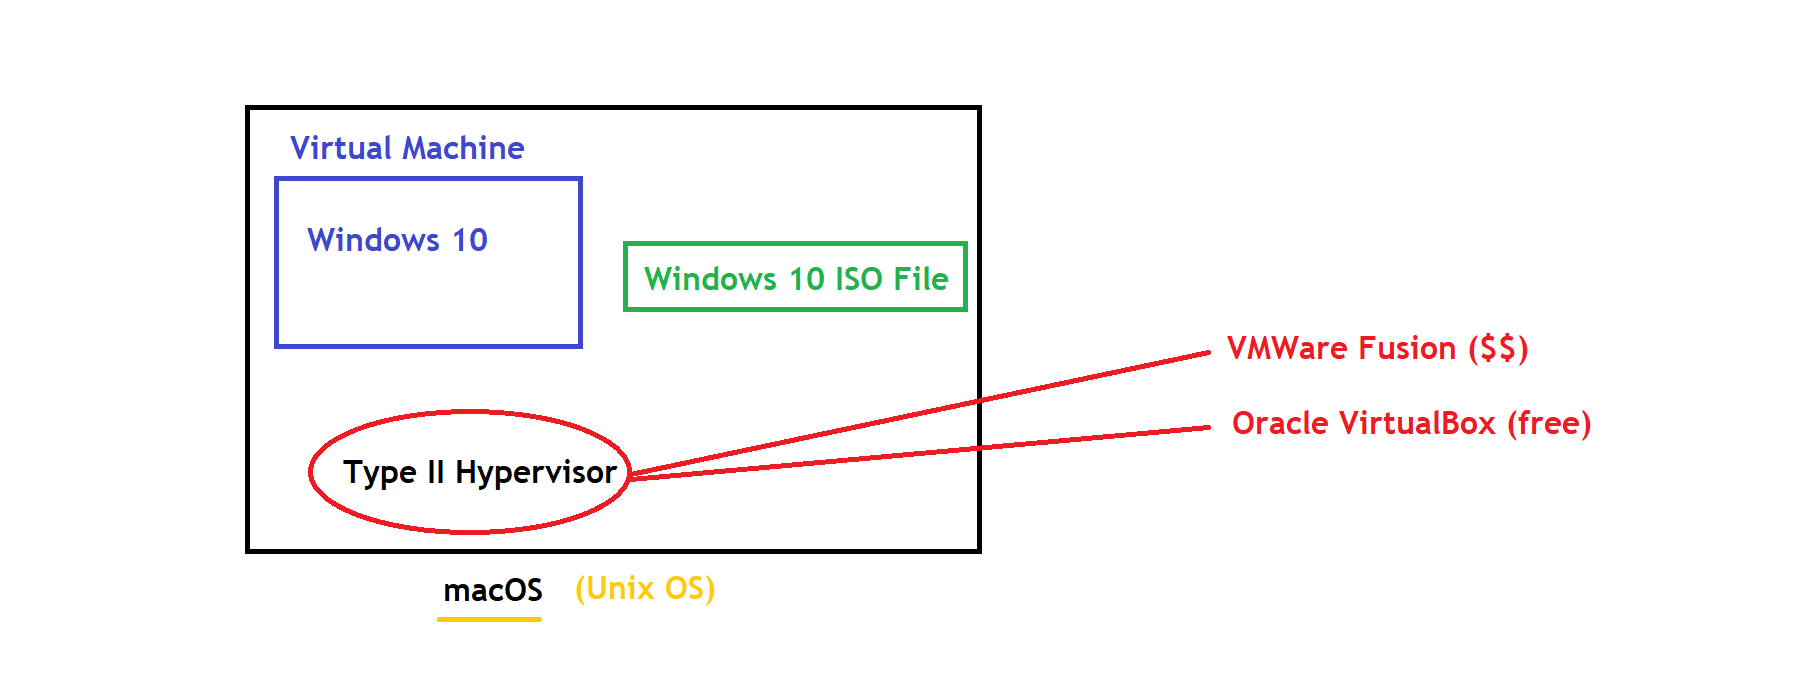 Virtual Machine
Windows 10
Windows 10 ISO File
VMWare Fusion ($$)
Oracle VirtualBox (free)
Type II Hypervisor
macOS (Unix OS)